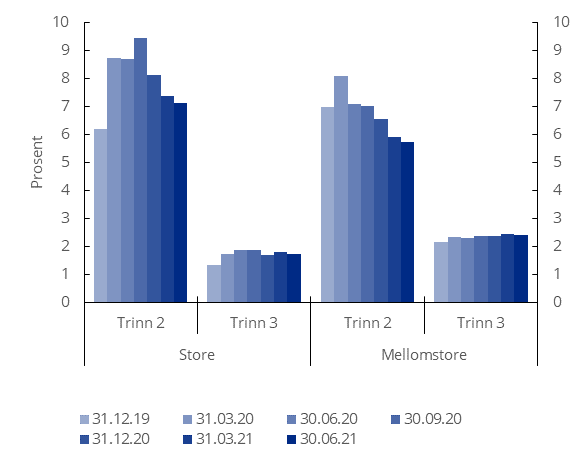 10 10
9 9
8 8
7 7
6 6
5 5
4 4
3 3
2 2
1 1
0 0
Prosent
Trinn 2 Trinn 3 Trinn 2 Trinn 3
Store Mellomstore
31.12.19 31.03.20 30.06.20 30.09.20
31.12.20 31.03.21 30.06.21